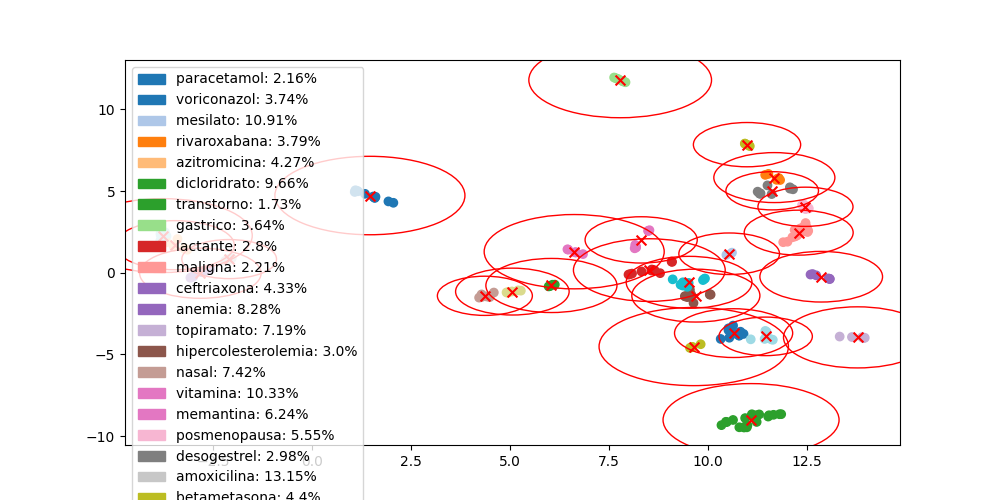 paracetamol: 2.16%
voriconazol: 3.74%
mesilato: 10.91%
rivaroxabana: 3.79%
azitromicina: 4.27%
dicloridrato: 9.66%
transtorno: 1.73%
gastrico: 3.64%
lactante: 2.8%
maligna: 2.21%
ceftriaxona: 4.33%
anemia: 8.28%
topiramato: 7.19%
hipercolesterolemia: 3.0%
nasal: 7.42%
vitamina: 10.33%
memantina: 6.24%
posmenopausa: 5.55%
desogestrel: 2.98%
amoxicilina: 13.15%
betametasona: 4.4%
10
5
0
−5
−10
0.0 2.5 5.0 7.5 10.0 12.5